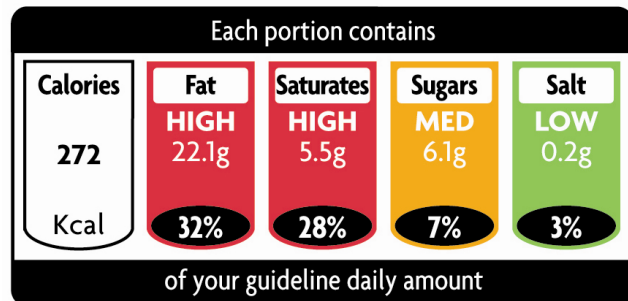 Each portion contains
Calories Fat Saturates Sugars Salt
HIGH HIGH MED LOW
272 22.1g 5.5g 6.1g 0.2g
Kcal 32% 28% 7% 3%
of your guideline daily amount